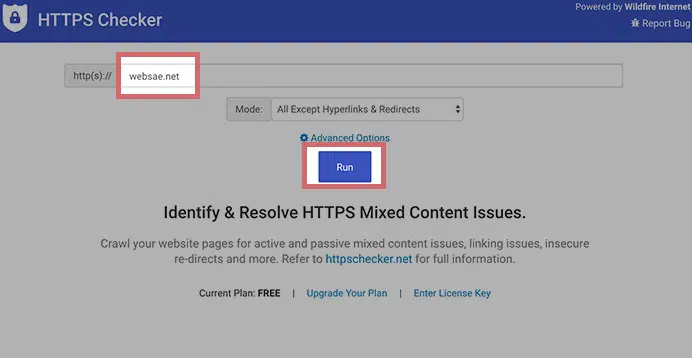 HTTPS Checker
Powered by Wildfire Internet
Report Bug
http(s):// websae.net
Mode: All Except Hyperlinks & Redirects
Advanced Options
Run
Identify & Resolve HTTPS Mixed Content Issues.
Crawl your website pages for active and passive mixed content issues, linking issues, insecure
re-directs and more. Refer to httpschecker.net for full information.
Current Plan: FREE | Upgrade Your Plan | Enter License Key